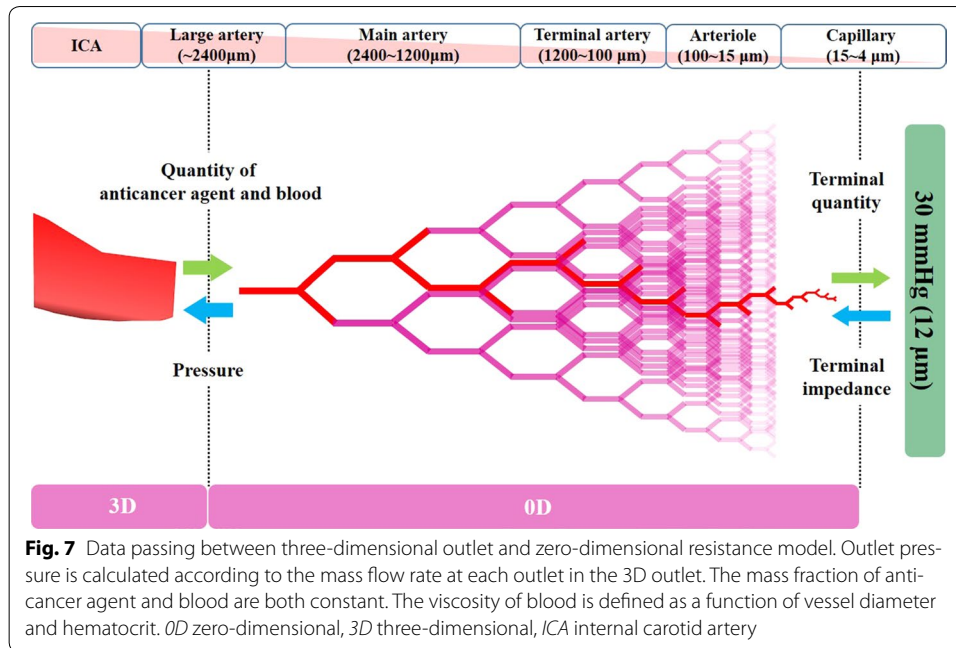 ICA
Large artery
(~2400μm)
Main artery
(2400~1200μm)
Terminal artery
(1200~100 μm)
Arteriole
(100~15 μm)
Capillary
(15~4 μm)
Quantity of
anticancer agent and blood
Pressure
Terminal
quantity
Terminal
impedance
30 mmHg (12 μm)
3D
0D
Fig. 7 Data passing between three-dimensional outlet and zero-dimensional resistance model. Outlet pres-
sure is calculated according to the mass flow rate at each outlet in the 3D outlet. The mass fraction of anti-
cancer agent and blood are both constant. The viscosity of blood is defined as a function of vessel diameter
and hematocrit. 0D zero-dimensional, 3D three-dimensional, ICA internal carotid artery